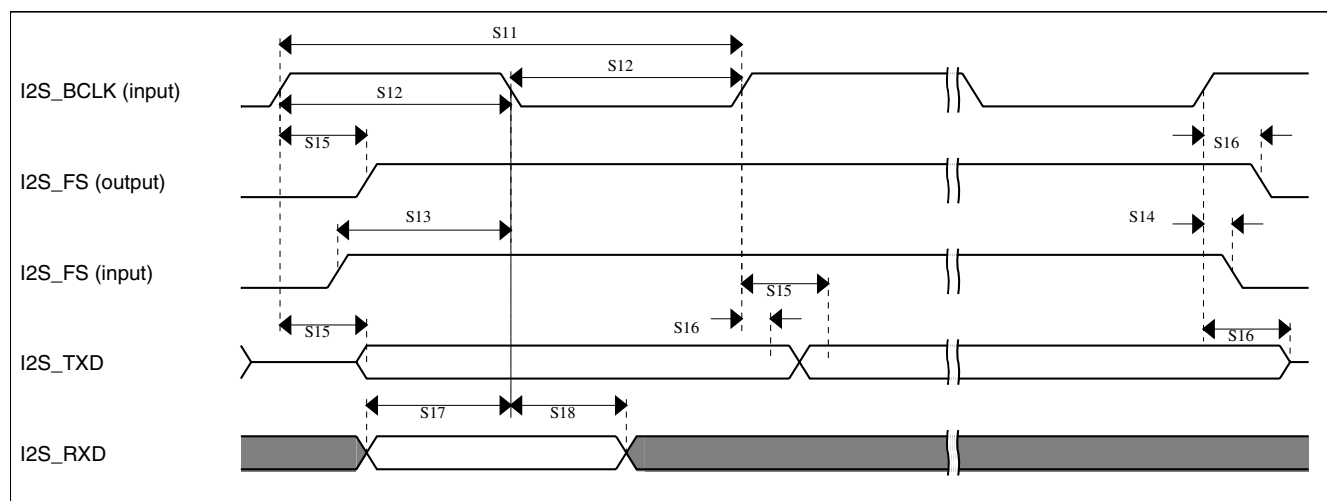 S11
S12
I2S_BCLK (input)
S12
S15
S16
I2S_FS (output)
S13
S14
I2S_FS (input)
S15
S15
S16
S16
I2S_TXD
S17
S18
I2S_RXD